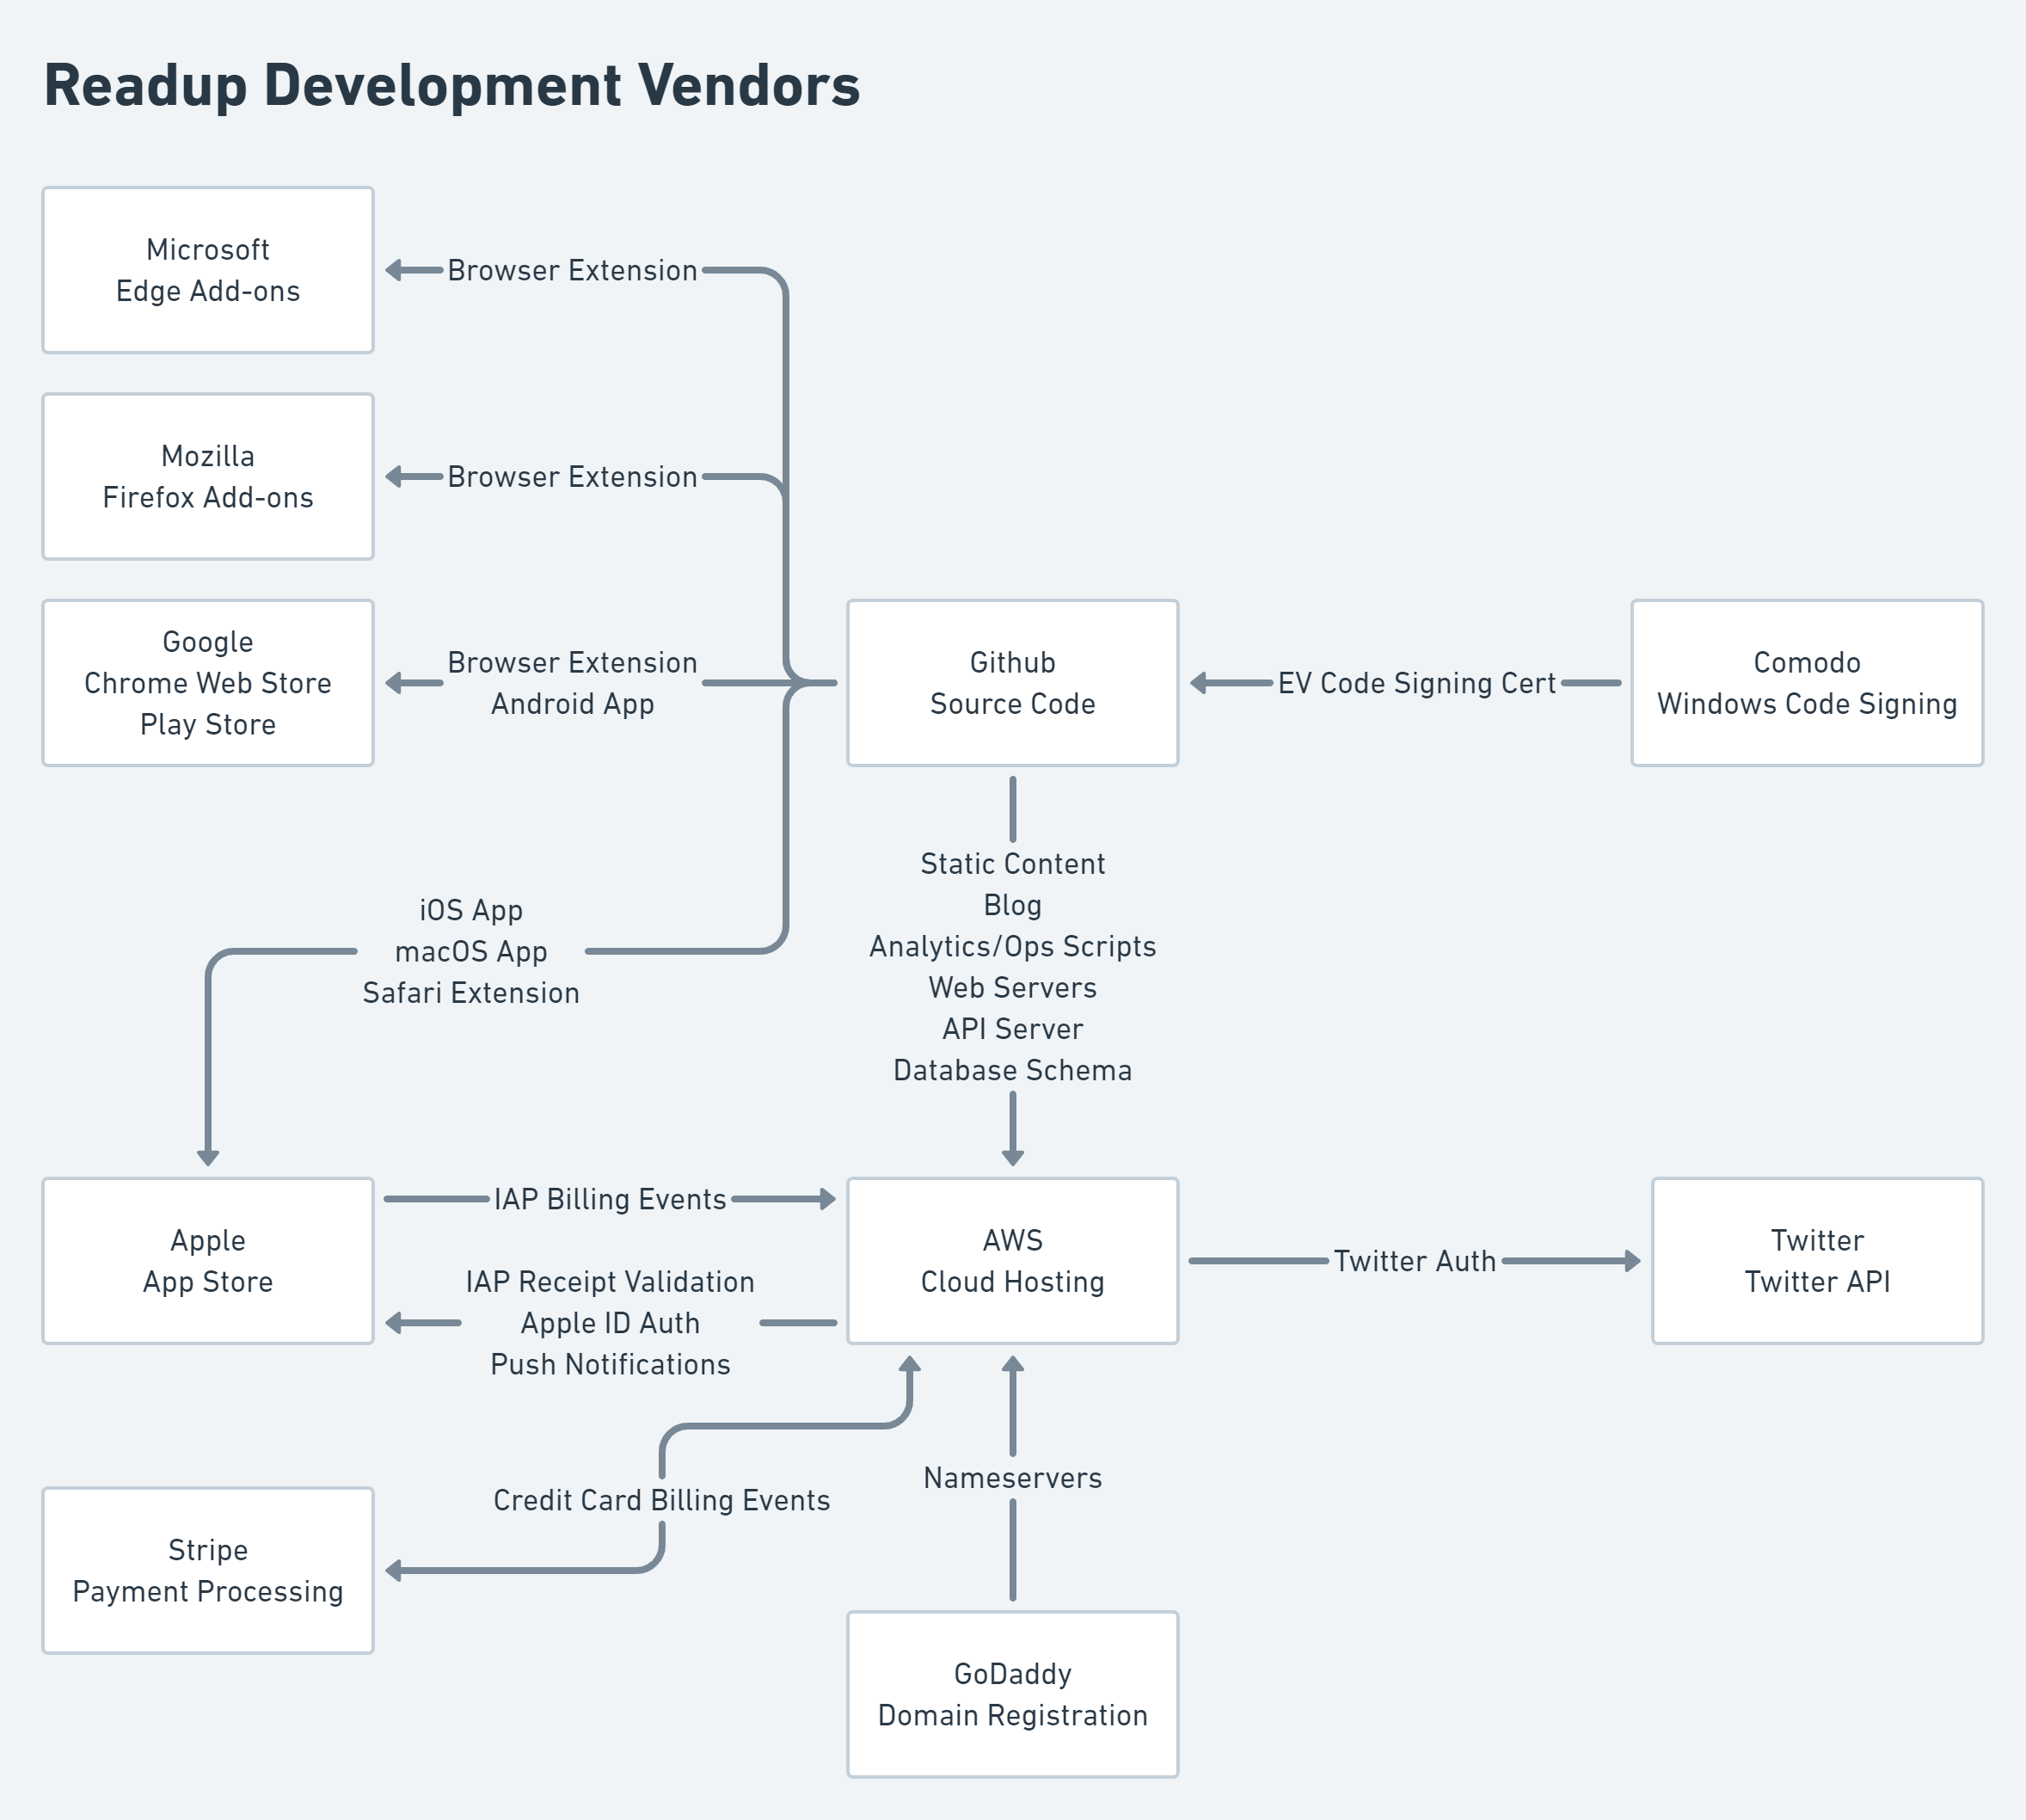 Readup Development Vendors
Microsoft
Edge Add-ons
Browser Extension
Mozilla
Firefox Add-ons
Browser Extension
Google
Chrome Web Store
Play Store
Browser Extension
Android App
Github
Source Code
EV Code Signing Cert
Comodo
Windows Code Signing
iOS App
macOS App
Safari Extension
Static Content
Blog
Analytics/Ops Scripts
Web Servers
API Server
Database Schema
Apple
App Store
IAP Billing Events
IAP Receipt Validation
Apple ID Auth
Push Notifications
AWS
Cloud Hosting
Twitter Auth
Twitter
Twitter API
Credit Card Billing Events
Nameservers
Stripe
Payment Processing
GoDaddy
Domain Registration